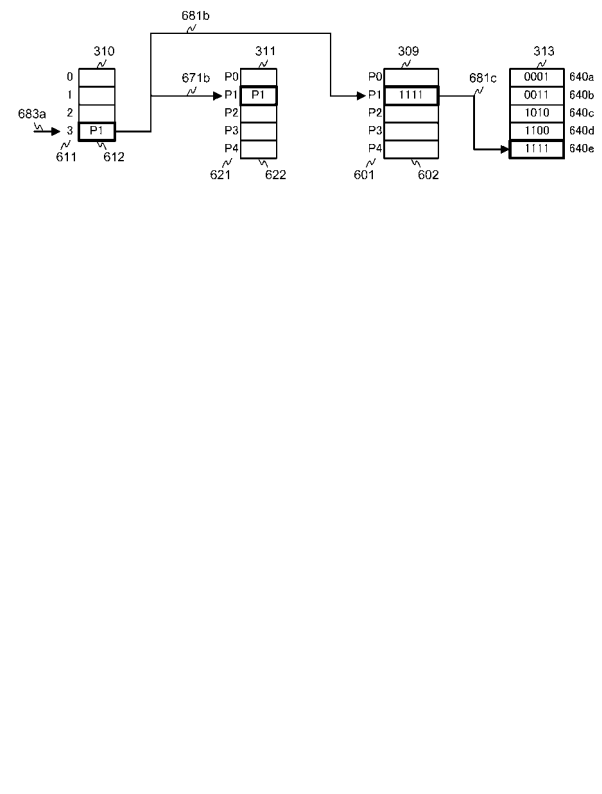 681b
310 311 309 313
0 P0 P0 0001 640a
1 671b P1 P1 P1 1111 681c 0011 640b
683a 2 P2 P2 1010 640c
3 P1 P3 P3 1100 640d
611 612 P4 P4 1111 640e
621 622 601 602